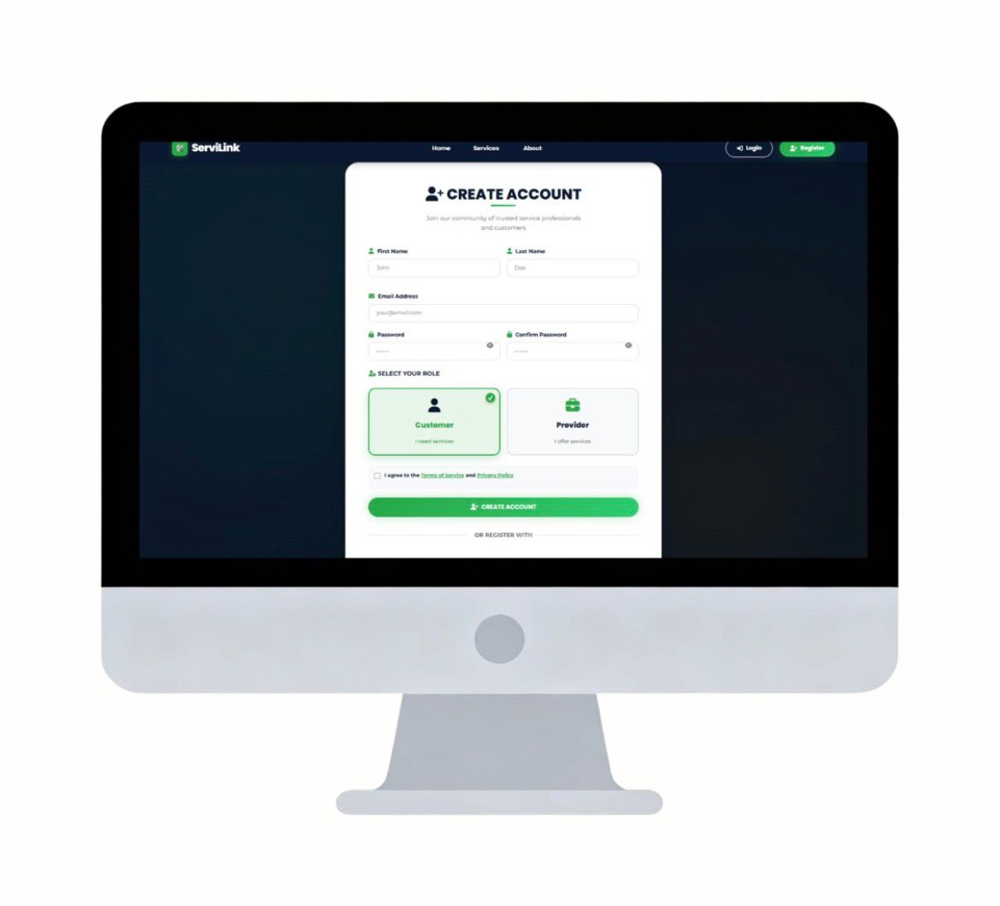 ServiLink Home Services About Login Register
CREATE ACCOUNT
Join our community of trusted service professionals
and customers
First Name Last Name
John Doe
Email Address
your@email.com
Password Confirm Password
SELECT YOUR ROLE
Customer Provider
I need services I offer services
I agree to the Terms of Service and Privacy Policy
CREATE ACCOUNT
OR REGISTER WITH